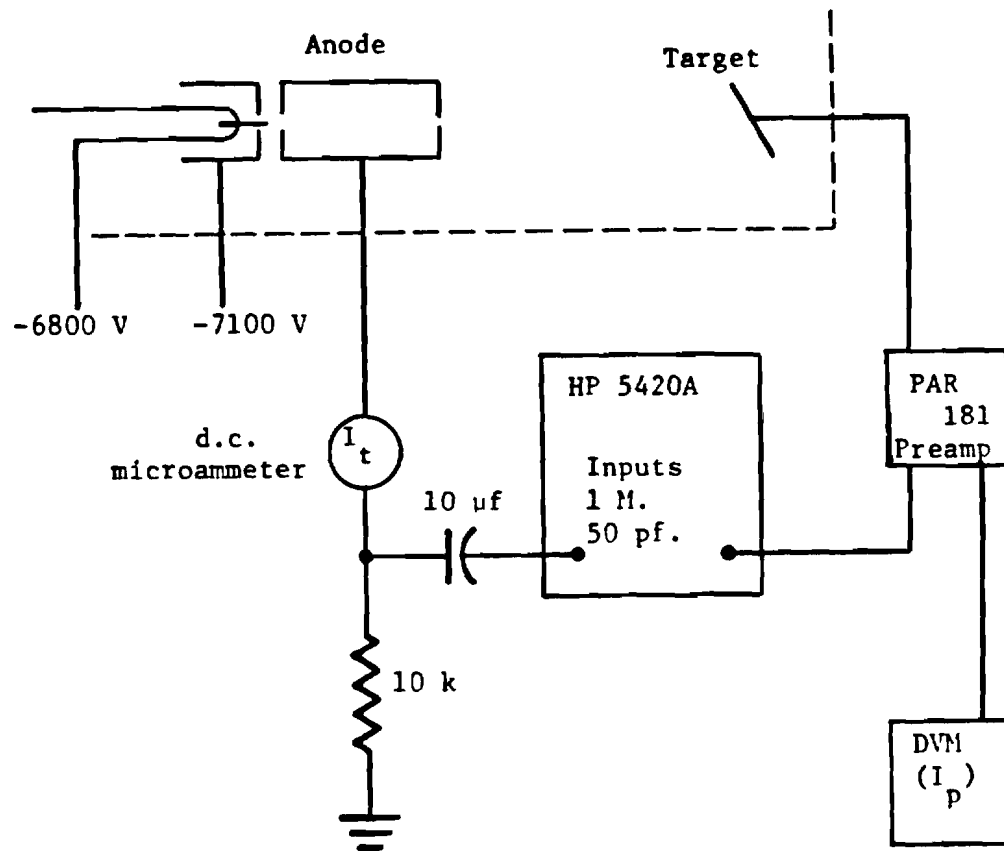 Anode
Target
-6800 V
-7100 V
d.c.
microammeter
I t
10 µf
HP 5420A
Inputs
1 M.
50 pf.
PAR
181
Preamp
10 k
DVM
(I p)